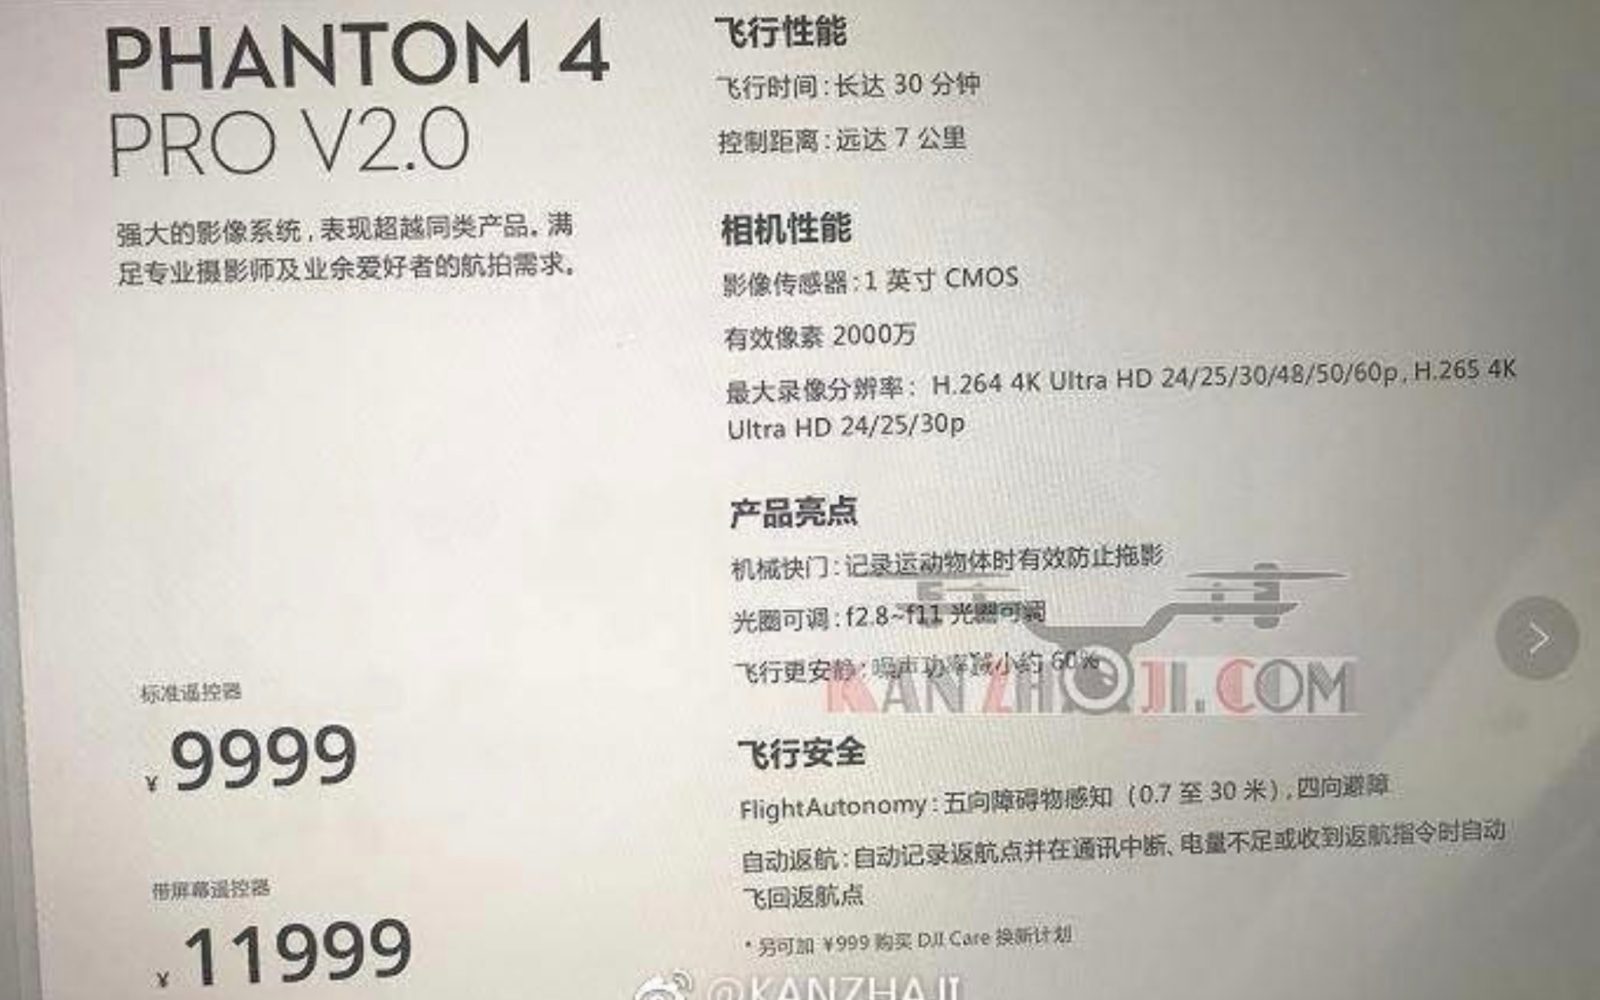 PHANTOM 4
PRO V2.0
强大的影像系统,表现超越同类产品。满
足专业摄影师及业余爱好者的航拍需求。
标准遥控器
¥ 9999
带屏幕遥控器
¥ 11999
飞行性能
飞行时间:长达 30 分钟
控制距离:远达 7 公里
相机性能
影像传感器:1 英寸 CMOS
有效像素 2000万
最大录像分辨率: H.264 4K Ultra HD 24/25/30/48/50/60p, H.265 4K
Ultra HD 24/25/30p
产品亮点
机械快门:记录运动物体时有效防止拖影
光圈可调:f2.8~f11 光圈可调
飞行更安静:噪声功率减小约 60%
KANZHAJI.COM
飞行安全
FlightAutonomy:五向障碍物感知(0.7 至 30 米),四向避障
自动返航:自动记录返航点并在通讯中断、电量不足或收到返航指令时自动
飞回返航点
* 另可加 ¥999 购买 DJI Care 换新计划
@KANZHAJI